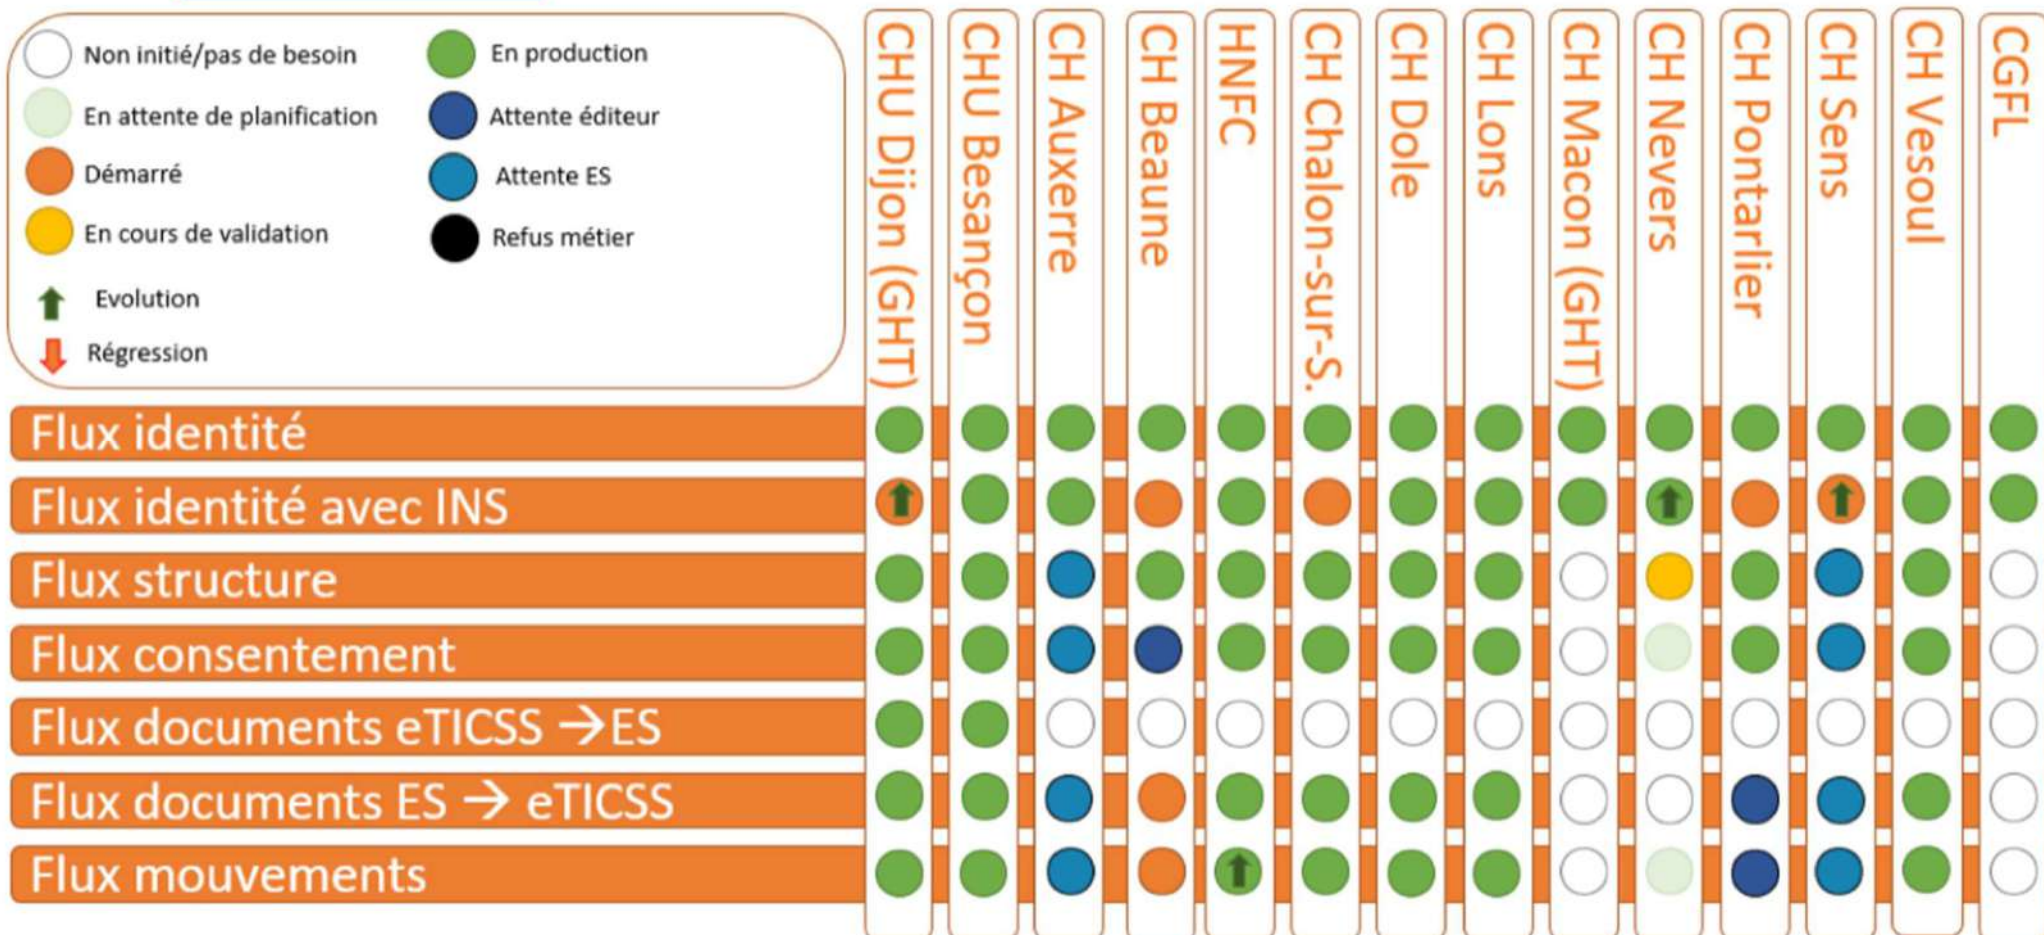 Non initié/pas de besoin
En production
En attente de planification
Attente éditeur
Démarré
Attente ES
En cours de validation
Refus métier
Evolution
Régression
CHU Dijon (GHT)
CHU Besançon
CH Auxerre
CH Beaune
HNFC
CH Chalon-sur-S.
CH Dole
CH Lons
CH Macon (GHT)
CH Nevers
CH Pontarlier
CH Sens
CH Vesoul
CGFL
Flux identité
Flux identité avec INS
Flux structure
Flux consentement
Flux documents eTICSS →ES
Flux documents ES → eTICSS
Flux mouvements